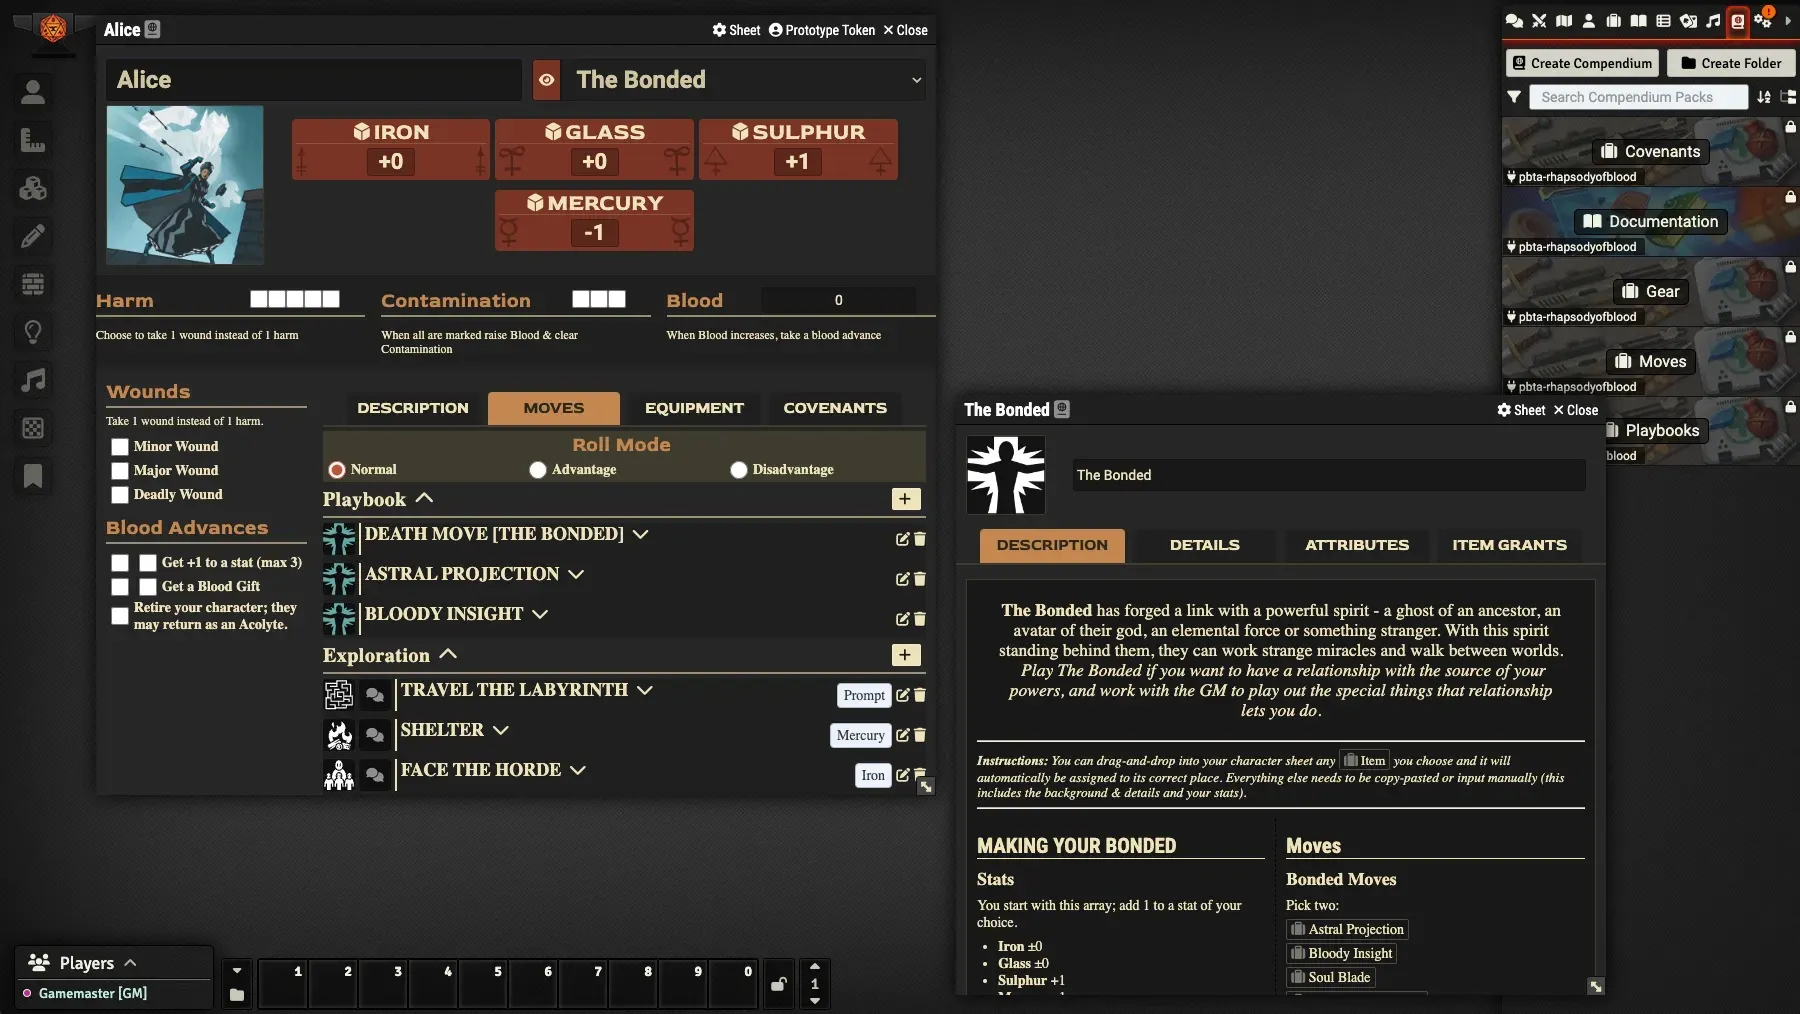 Alice
Sheet Prototype Token Close
Alice
The Bonded
IRON
+0
GLASS
+0
SULPHUR
+1
MERCURY
-1
Harm
Choose to take 1 wound instead of 1 harm
Contamination
When all are marked raise Blood & clear
Contamination
Blood
0
When Blood increases, take a blood advance
Wounds
Take 1 wound instead of 1 harm.
Minor Wound
Major Wound
Deadly Wound
Blood Advances
Get +1 to a stat (max 3)
Get a Blood Gift
Retire your character; they
may return as an Acolyte.
DESCRIPTION MOVES EQUIPMENT COVENANTS
Roll Mode
Normal Advantage Disadvantage
Playbook
+
DEATH MOVE [THE BONDED]
ASTRAL PROJECTION
BLOODY INSIGHT
Exploration
+
TRAVEL THE LABYRINTH
Prompt
SHELTER
Mercury
FACE THE HORDE
Iron
Create Compendium Create Folder
Search Compendium Packs
Covenants
pbta-rhapsodyofblood
Documentation
pbta-rhapsodyofblood
Gear
pbta-rhapsodyofblood
Moves
pbta-rhapsodyofblood
Playbooks
blood
The Bonded
Sheet Close
The Bonded
DESCRIPTION DETAILS ATTRIBUTES ITEM GRANTS
The Bonded has forged a link with a powerful spirit - a ghost of an ancestor, an
avatar of their god, an elemental force or something stranger. With this spirit
standing behind them, they can work strange miracles and walk between worlds.
Play The Bonded if you want to have a relationship with the source of your
powers, and work with the GM to play out the special things that relationship
lets you do.
Instructions: You can drag-and-drop into your character sheet any Item you choose and it will
automatically be assigned to its correct place. Everything else needs to be copy-pasted or input manually (this
includes the background & details and your stats).
MAKING YOUR BONDED
Stats
You start with this array; add 1 to a stat of your
choice.
• Iron ±0
• Glass ±0
• Sulphur +1
Moves
Bonded Moves
Pick two:
Astral Projection
Bloody Insight
Soul Blade
Players
Gamemaster [GM]
1 2 3 4 5 6 7 8 9 0
1